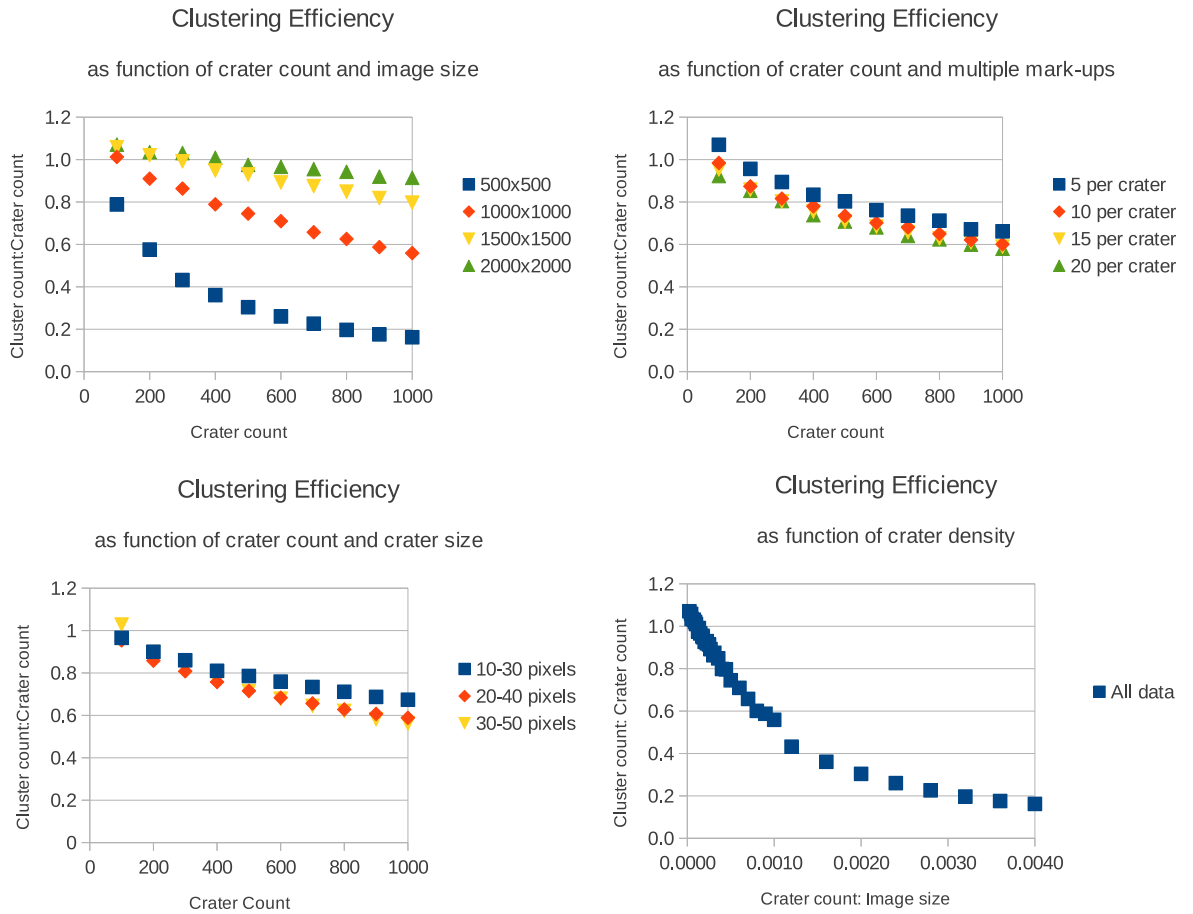 Clustering Efficiency
as function of crater count and image size
Cluster count:Crater count
1.2
1.0
0.8
0.6
0.4
0.2
0.0
0 200 400 600 800 1000
Crater count
500x500
1000x1000
1500x1500
2000x2000
Clustering Efficiency
as function of crater count and multiple mark-ups
Cluster count:Crater count
1.2
1.0
0.8
0.6
0.4
0.2
0.0
0 200 400 600 800 1000
Crater count
5 per crater
10 per crater
15 per crater
20 per crater
Clustering Efficiency
as function of crater count and crater size
Cluster count:Crater count
1.2
1
0.8
0.6
0.4
0.2
0
0 200 400 600 800 1000
Crater Count
10-30 pixels
20-40 pixels
30-50 pixels
Clustering Efficiency
as function of crater density
Cluster count: Crater count
1.2
1.0
0.8
0.6
0.4
0.2
0.0
0.0000 0.0010 0.0020 0.0030 0.0040
Crater count: Image size
All data